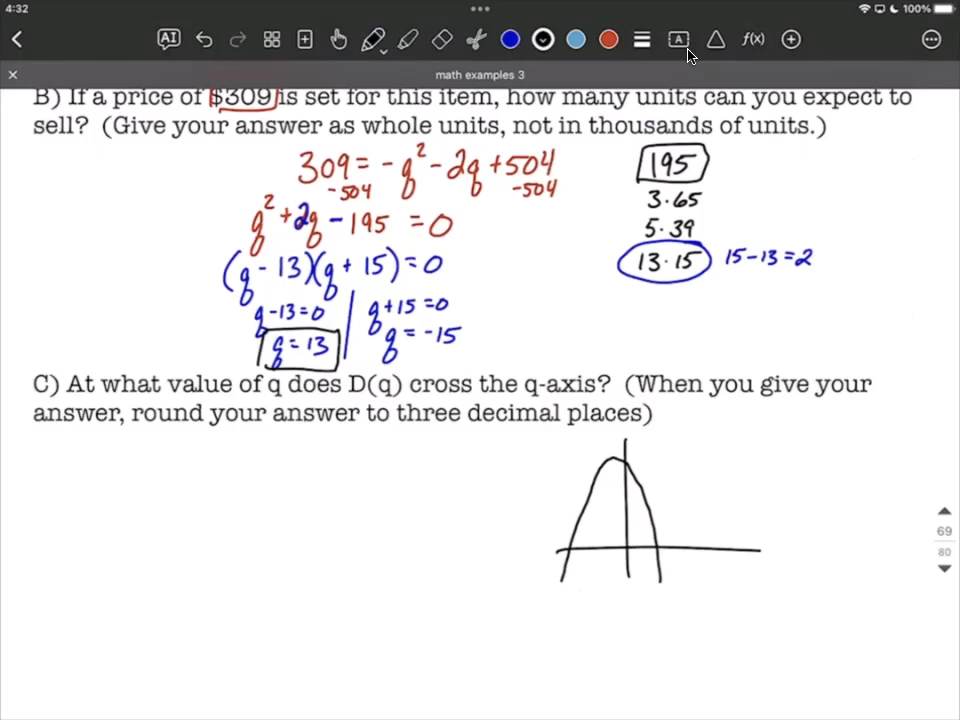 4:32
100%
AI
A
f(x)
math examples 3
B) If a price of $309 is set for this item, how many units can you expect to
sell? (Give your answer as whole units, not in thousands of units.)
309 = - q² - 2q + 504
-504 -504
q² + 2q - 195 = 0
(q - 13)(q + 15) = 0
q - 13 = 0
q = 13
q + 15 = 0
q = -15
195
3·65
5·39
13·15 15 - 13 = 2
C) At what value of q does D(q) cross the q-axis? (When you give your
answer, round your answer to three decimal places)
69
80